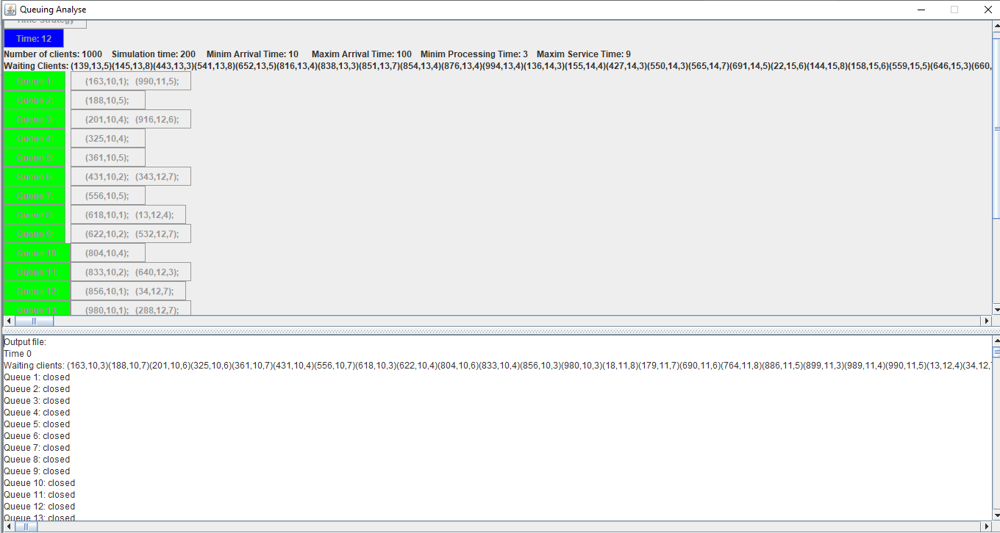 Queuing Analyse
Time Strategy
Time: 12
Number of clients: 1000 Simulation time: 200 Minim Arrival Time: 10 Maxim Arrival Time: 100 Minim Processing Time: 3 Maxim Service Time: 9
Waiting Clients: (139,13,5)(145,13,8)(443,13,3)(541,13,8)(652,13,5)(816,13,4)(838,13,3)(851,13,7)(854,13,4)(876,13,4)(994,13,4)(136,14,3)(155,14,4)(427,14,3)(550,14,3)(565,14,7)(691,14,5)(22,15,6)(144,15,8)(158,15,6)(559,15,5)(646,15,3)(660,
Queue 1: (163,10,1); (990,11,5);
Queue 2: (188,10,5);
Queue 3: (201,10,4); (916,12,6);
Queue 4: (325,10,4);
Queue 5: (361,10,5);
Queue 6: (431,10,2); (343,12,7);
Queue 7: (556,10,5);
Queue 8: (618,10,1); (13,12,4);
Queue 9: (622,10,2); (532,12,7);
Queue 10: (804,10,4);
Queue 11: (833,10,2); (640,12,3);
Queue 12: (856,10,1); (34,12,7);
Queue 13: (980,10,1); (288,12,7);
Output file:
Time 0
Waiting clients: (163,10,3)(188,10,7)(201,10,6)(325,10,6)(361,10,7)(431,10,4)(556,10,7)(618,10,3)(622,10,4)(804,10,6)(833,10,4)(856,10,3)(980,10,3)(18,11,8)(179,11,7)(690,11,6)(764,11,8)(886,11,5)(899,11,3)(989,11,4)(990,11,5)(13,12,4)(34,12,7
Queue 1: closed
Queue 2: closed
Queue 3: closed
Queue 4: closed
Queue 5: closed
Queue 6: closed
Queue 7: closed
Queue 8: closed
Queue 9: closed
Queue 10: closed
Queue 11: closed
Queue 12: closed
Queue 13: closed